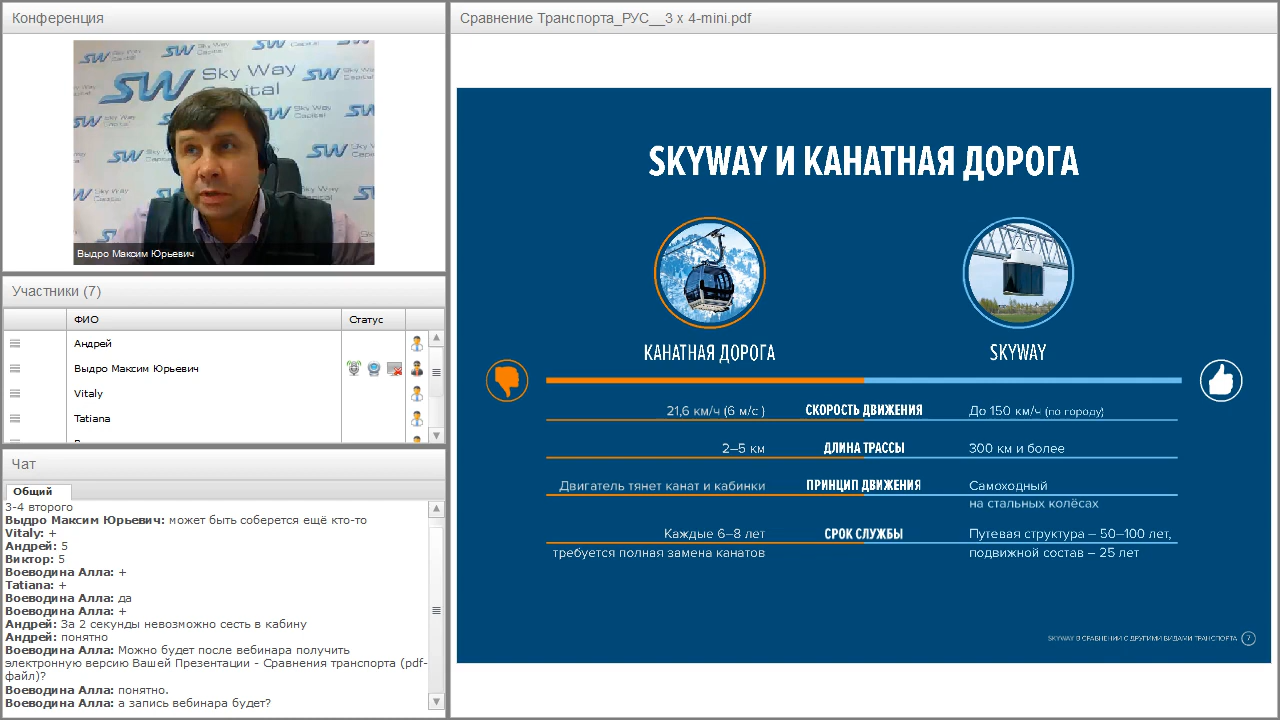 Конференция
Sky Way
Capital
Выдро Максим Юрьевич
Участники (7)
ФИО
Статус
Андрей
Выдро Максим Юрьевич
Vitaly
Tatiana
Чат
Общий
3-4 второго
Выдро Максим Юрьевич: может быть соберется ещё кто-то
Vitaly: +
Андрей: 5
Виктор: 5
Воеводина Алла: +
Tatiana: +
Воеводина Алла: да
Воеводина Алла: +
Андрей: За 2 секунды невозможно сесть в кабину
Андрей: понятно
Воеводина Алла: Можно будет после вебинара получить
электронную версию Вашей Презентации - Сравнения транспорта (pdf-
файл)?
Воеводина Алла: понятно.
Воеводина Алла: а запись вебинара будет?
Сравнение Транспорта_РУС__3 х 4-mini.pdf
SKYWAY И КАНАТНАЯ ДОРОГА
КАНАТНАЯ ДОРОГА
SKYWAY
21,6 км/ч (6 м/с )
СКОРОСТЬ ДВИЖЕНИЯ
До 150 км/ч (по городу)
2–5 км
ДЛИНА ТРАССЫ
300 км и более
Двигатель тянет канат и кабинки
ПРИНЦИП ДВИЖЕНИЯ
Самоходный
на стальных колёсах
Каждые 6–8 лет
требуется полная замена канатов
СРОК СЛУЖБЫ
Путевая структура – 50–100 лет,
подвижной состав – 25 лет
SKYWAY В СРАВНЕНИИ С ДРУГИМИ ВИДАМИ ТРАНСПОРТА 7